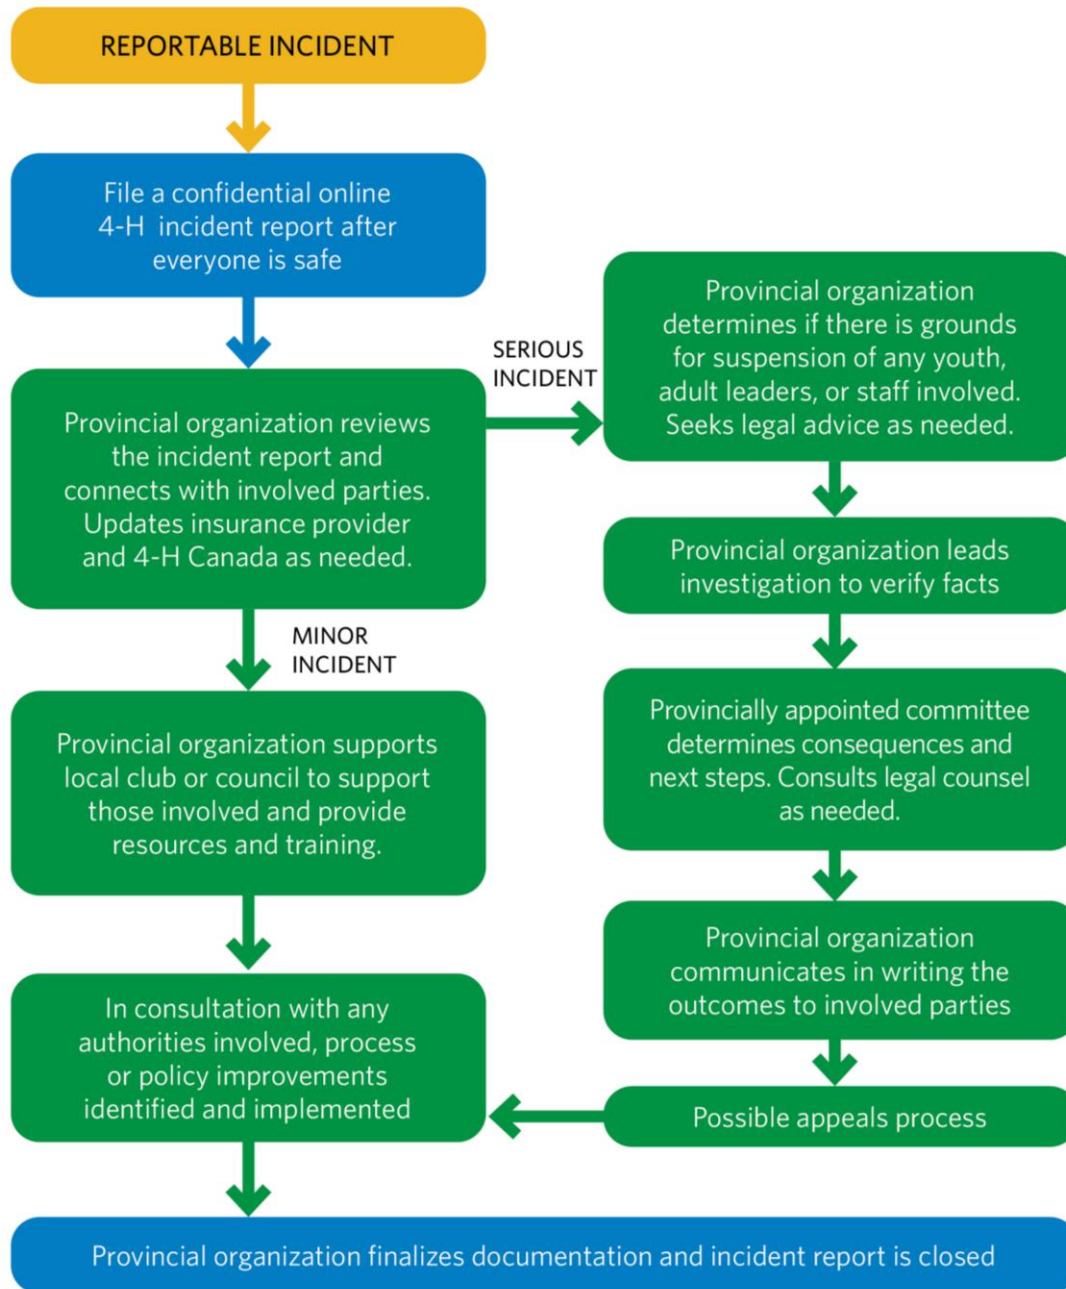 REPORTABLE INCIDENT
File a confidential online
4-H incident report after
everyone is safe
Provincial organization reviews
the incident report and
connects with involved parties.
Updates insurance provider
and 4-H Canada as needed.
SERIOUS
INCIDENT
Provincial organization
determines if there is grounds
for suspension of any youth,
adult leaders, or staff involved.
Seeks legal advice as needed.
Provincial organization leads
investigation to verify facts
Provincially appointed committee
determines consequences and
next steps. Consults legal counsel
as needed.
Provincial organization
communicates in writing the
outcomes to involved parties
Possible appeals process
MINOR
INCIDENT
Provincial organization supports
local club or council to support
those involved and provide
resources and training.
In consultation with any
authorities involved, process
or policy improvements
identified and implemented
Provincial organization finalizes documentation and incident report is closed